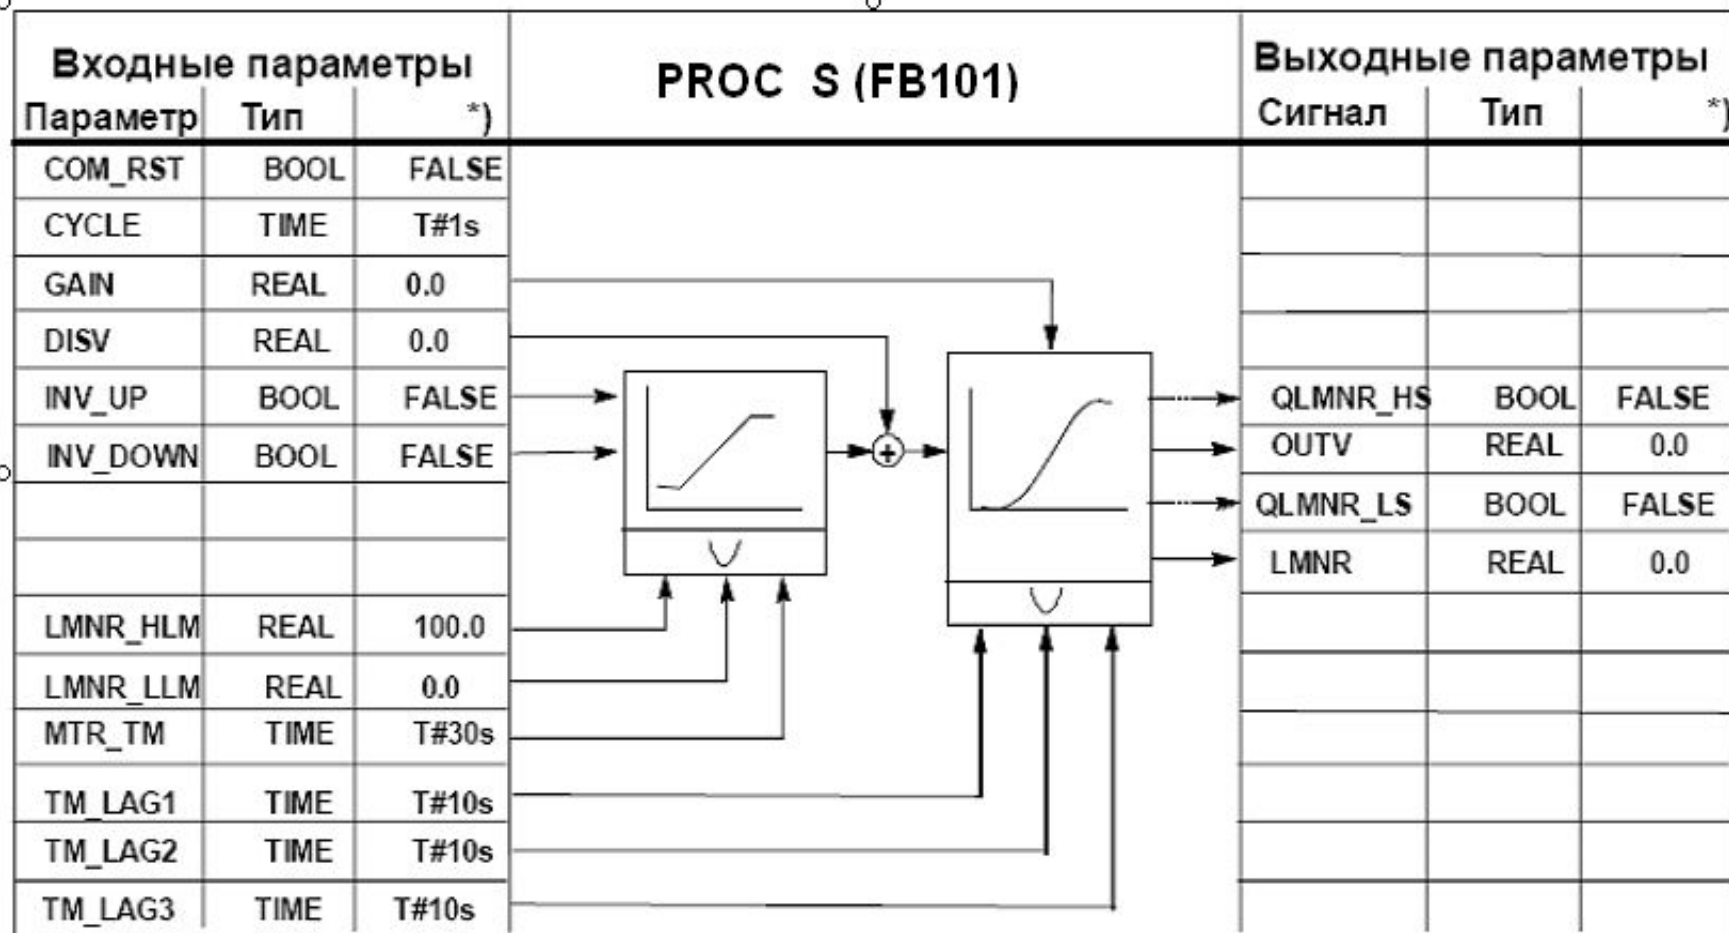 Входные параметры
PROC S (FB101)
Выходные параметры
Параметр Тип *)
Сигнал Тип *)
COM_RST BOOL FALSE
CYCLE TIME T#1s
GAIN REAL 0.0
DISV REAL 0.0
INV_UP BOOL FALSE
QLMNR_HS BOOL FALSE
INV_DOWN BOOL FALSE
OUTV REAL 0.0
QLMNR_LS BOOL FALSE
LMNR REAL 0.0
LMNR_HLM REAL 100.0
LMNR_LLM REAL 0.0
MTR_TM TIME T#30s
TM_LAG1 TIME T#10s
TM_LAG2 TIME T#10s
TM_LAG3 TIME T#10s